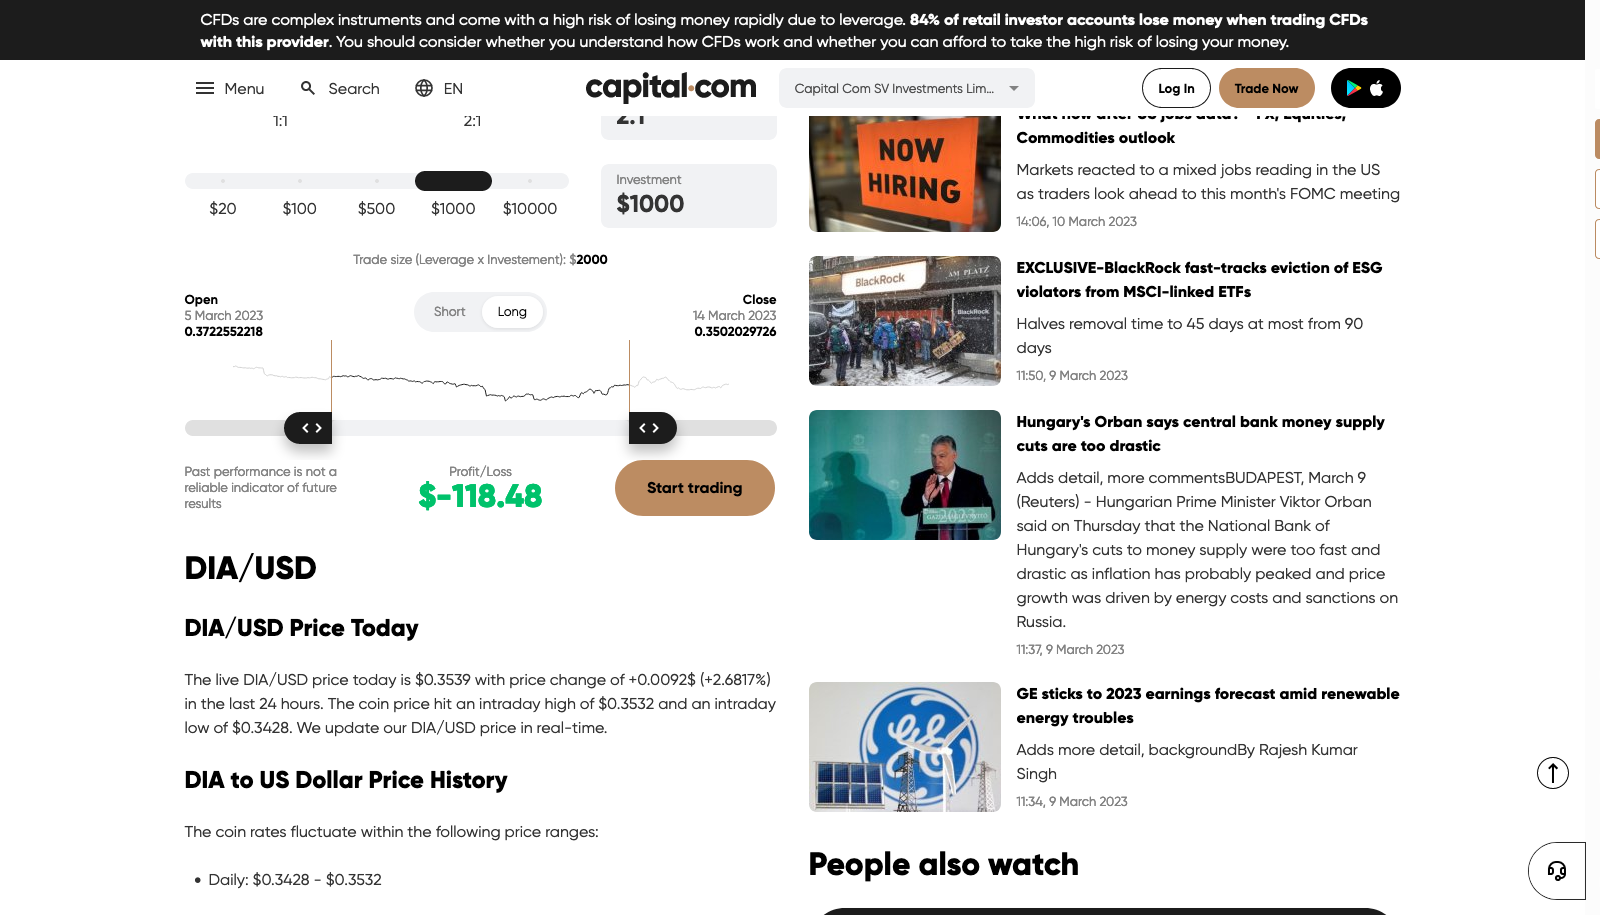 CFDs are complex instruments and come with a high risk of losing money rapidly due to leverage. 84% of retail investor accounts lose money when trading CFDs
with this provider. You should consider whether you understand how CFDs work and whether you can afford to take the high risk of losing your money.
Menu
Search
EN
capital.com
Capital Com SV Investments Lim...
Log In
Trade Now
1:1
2:1
2:1
$20
$100
$500
$1000
$10000
Investment
$1000
Trade size (Leverage x Investement): $2000
Open
5 March 2023
0.3722552218
Short
Long
Close
14 March 2023
0.3502029726
Past performance is not a
reliable indicator of future
results
Profit/Loss
$-118.48
Start trading
DIA/USD
DIA/USD Price Today
The live DIA/USD price today is $0.3539 with price change of +0.0092$ (+2.6817%)
in the last 24 hours. The coin price hit an intraday high of $0.3532 and an intraday
low of $0.3428. We update our DIA/USD price in real-time.
DIA to US Dollar Price History
The coin rates fluctuate within the following price ranges:
• Daily: $0.3428 - $0.3532
NOW
HIRING
What now after US jobs data? – FX, Equities,
Commodities outlook
Markets reacted to a mixed jobs reading in the US
as traders look ahead to this month's FOMC meeting
14:06, 10 March 2023
BlackRock
AM PLATZ
BlackRock
EXCLUSIVE-BlackRock fast-tracks eviction of ESG
violators from MSCI-linked ETFs
Halves removal time to 45 days at most from 90
days
11:50, 9 March 2023
2023
Hungary's Orban says central bank money supply
cuts are too drastic
Adds detail, more commentsBUDAPEST, March 9
(Reuters) - Hungarian Prime Minister Viktor Orban
said on Thursday that the National Bank of
Hungary's cuts to money supply were too fast and
drastic as inflation has probably peaked and price
growth was driven by energy costs and sanctions on
Russia.
11:37, 9 March 2023
GE sticks to 2023 earnings forecast amid renewable
energy troubles
Adds more detail, backgroundBy Rajesh Kumar
Singh
11:34, 9 March 2023
People also watch